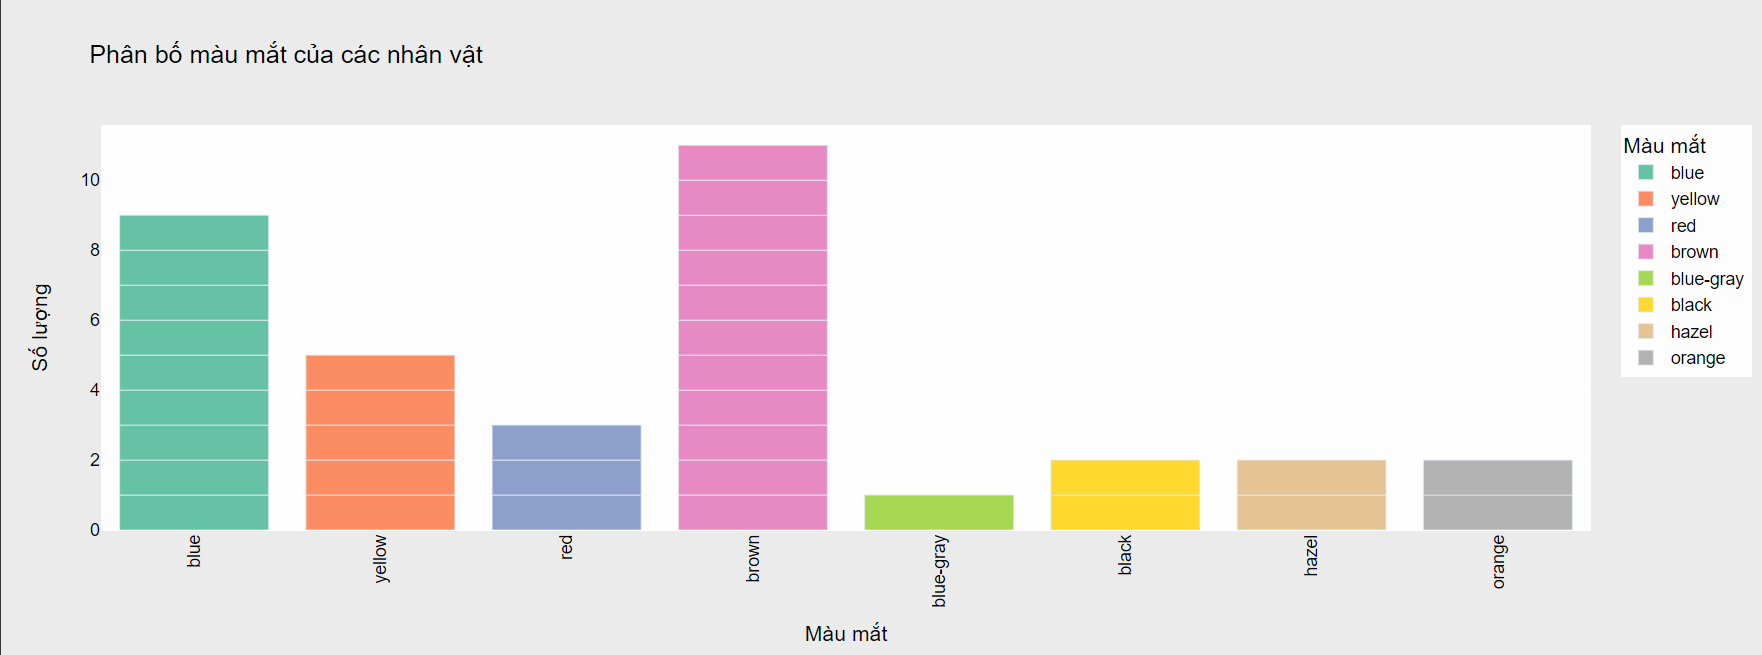 Phân bố màu mắt của các nhân vật
Số lượng
10
8
6
4
2
0
blue
yellow
red
brown
blue-gray
black
hazel
orange
Màu mắt
Màu mắt
blue
yellow
red
brown
blue-gray
black
hazel
orange